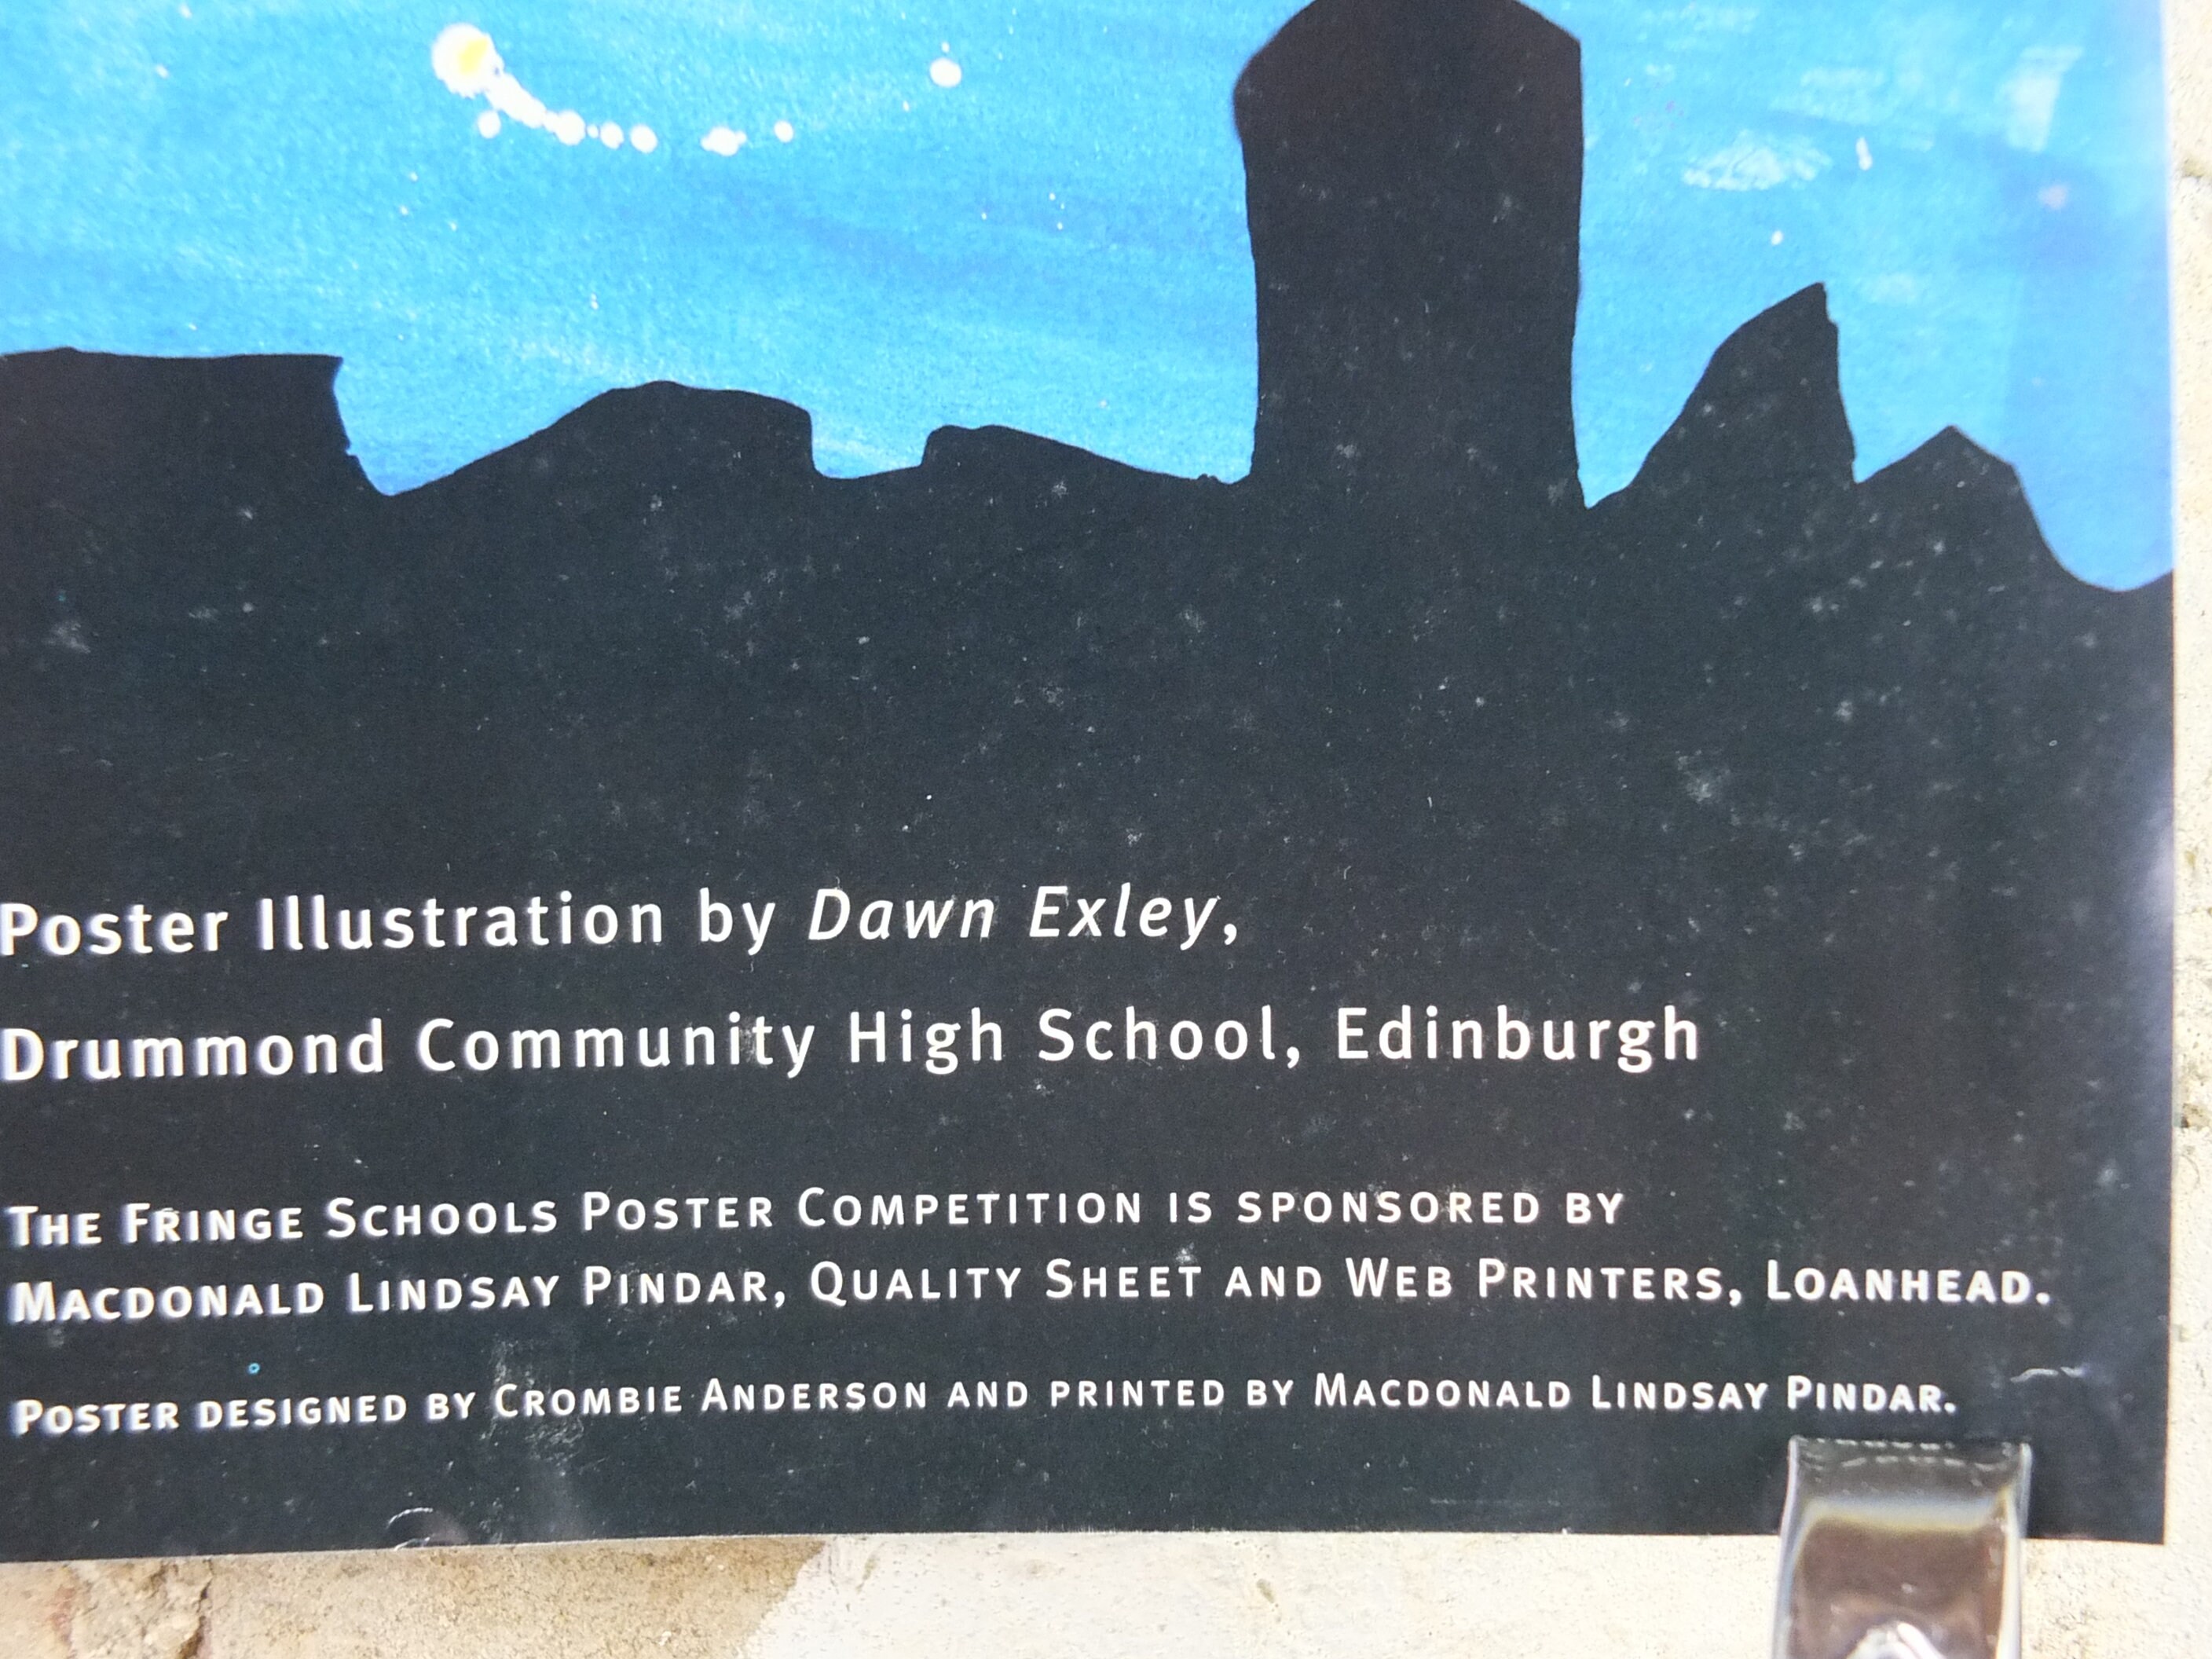 Poster Illustration by Dawn Exley,
Drummond Community High School, Edinburgh
The Fringe Schools Poster Competition is sponsored by
Macdonald Lindsay Pindar, Quality Sheet and Web Printers, Loanhead.
Poster designed by Crombie Anderson and printed by Macdonald Lindsay Pindar.